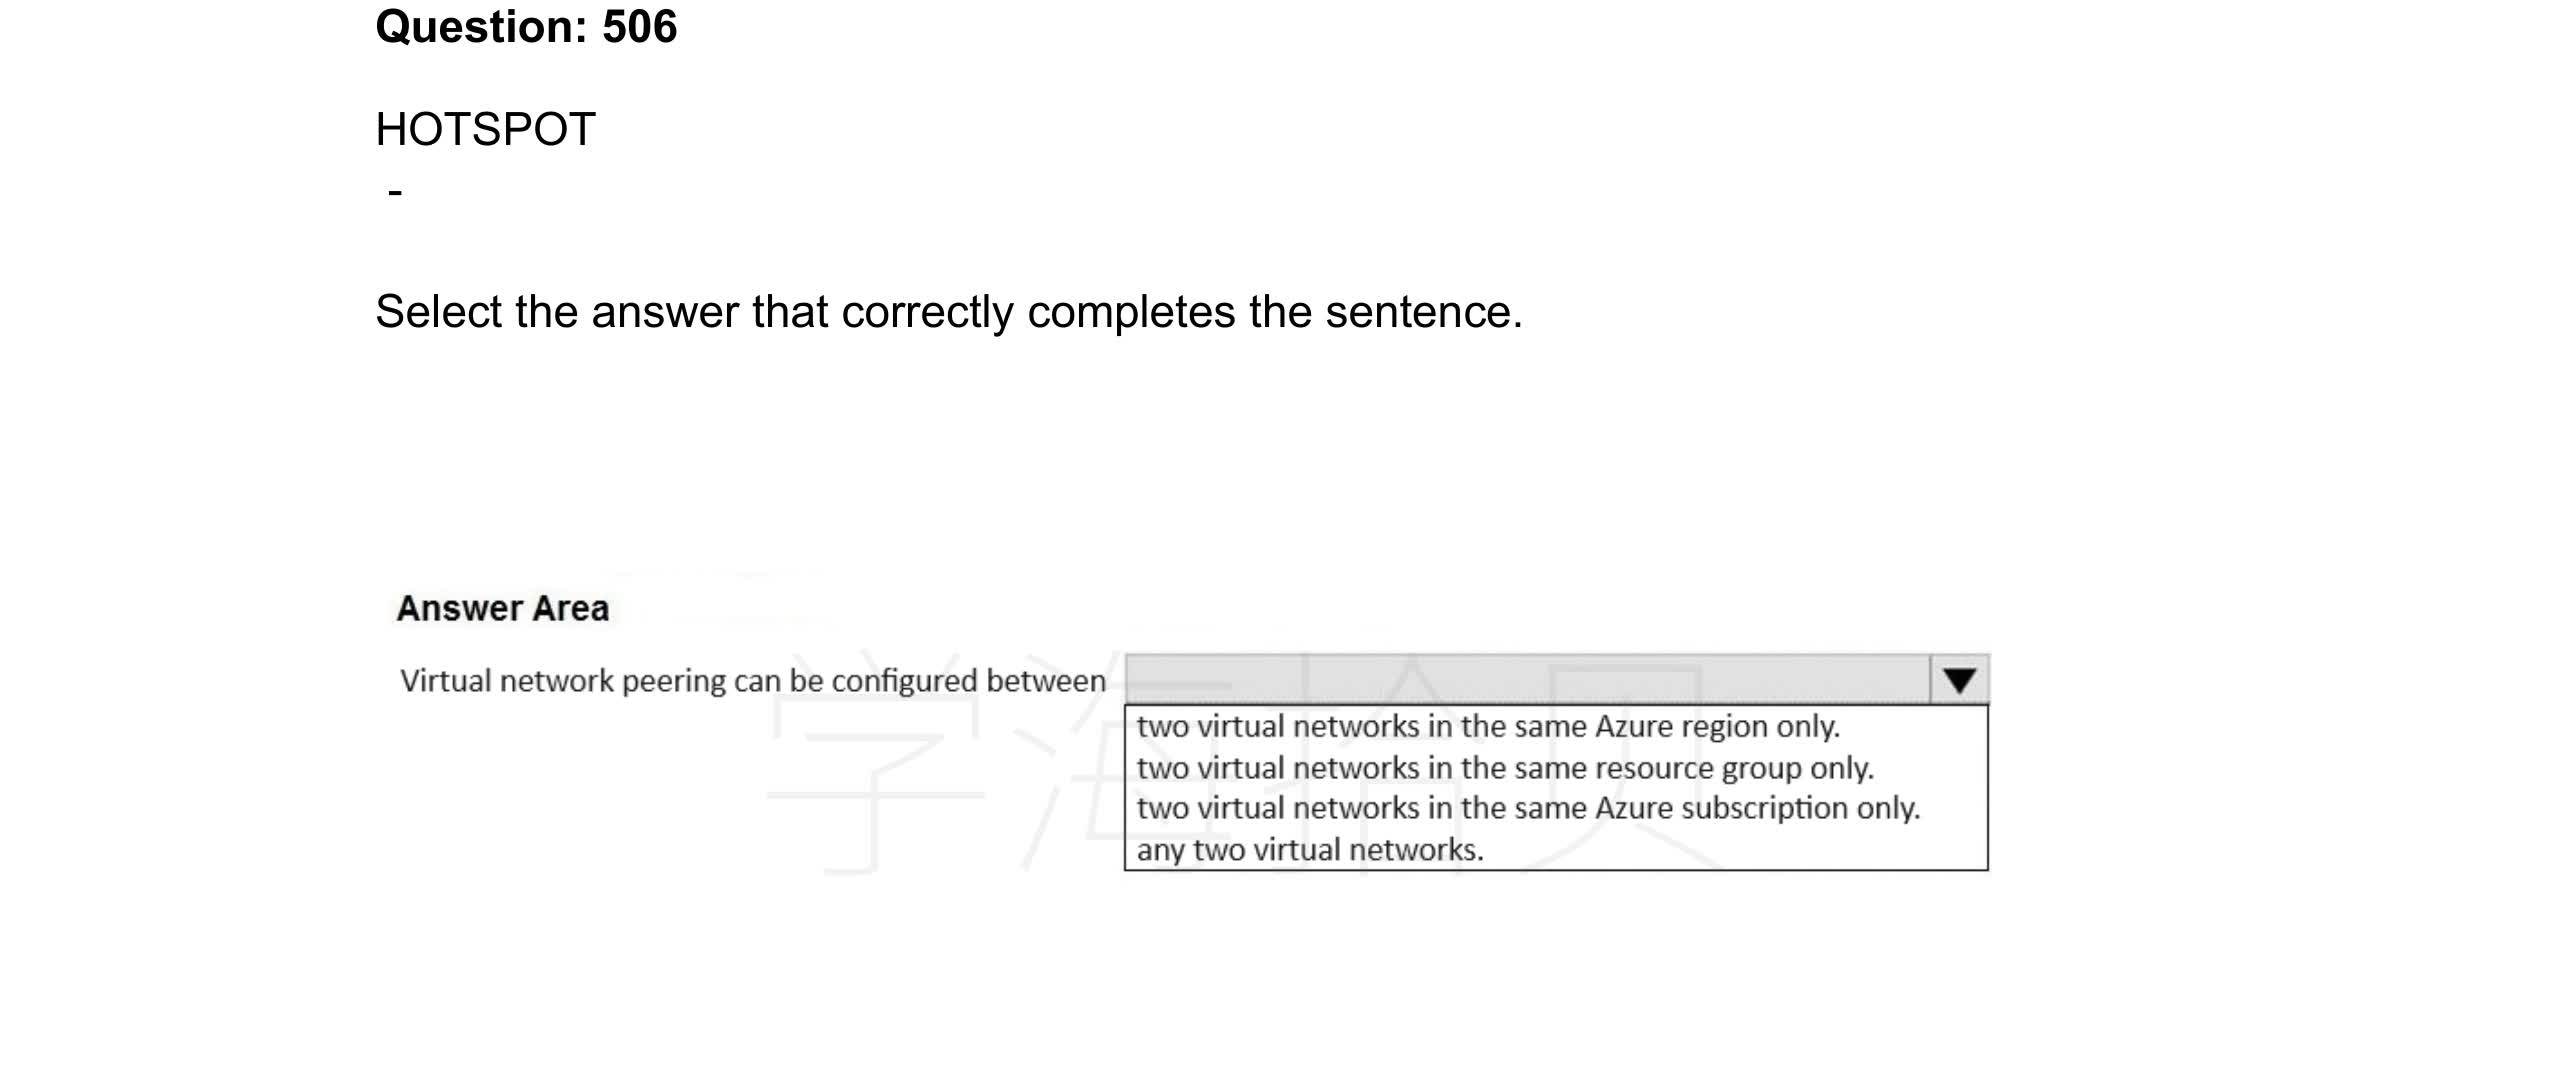 Question: 506
HOTSPOT
-
Select the answer that correctly completes the sentence.
Answer Area
Virtual network peering can be configured between
two virtual networks in the same Azure region only.
two virtual networks in the same resource group only.
two virtual networks in the same Azure subscription only.
any two virtual networks.
学海拾贝